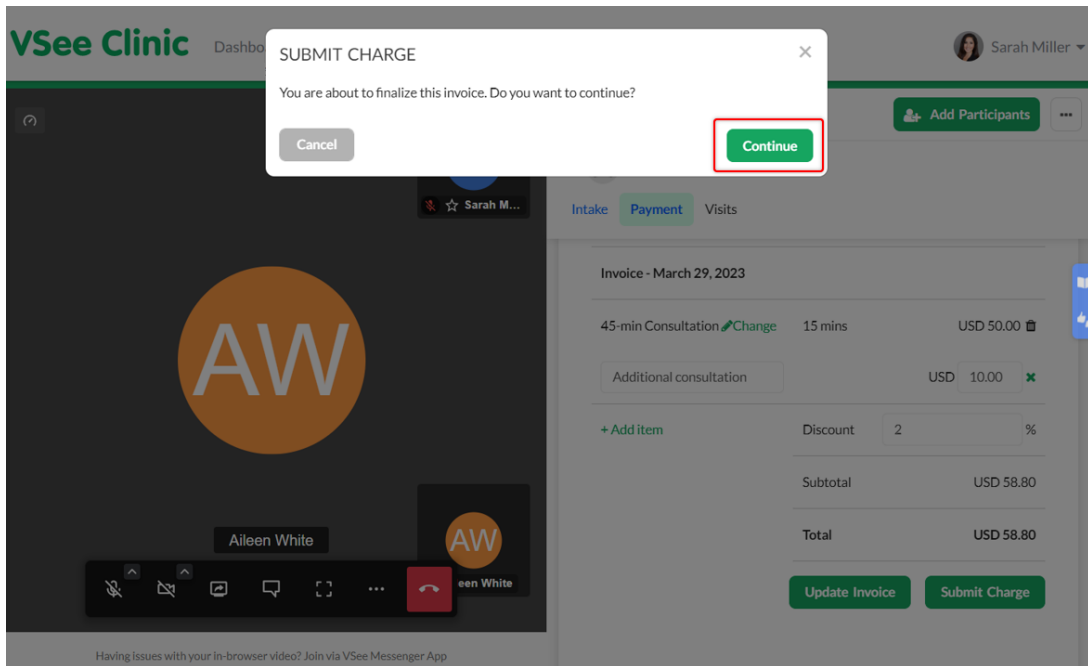 VSee Clinic
Dashbo
Sarah Miller
SUBMIT CHARGE
You are about to finalize this invoice. Do you want to continue?
Cancel
Continue
Add Participants
Sarah M...
Intake Payment Visits
Invoice - March 29, 2023
45-min Consultation Change 15 mins USD 50.00
Additional consultation USD 10.00
+ Add item Discount 2 %
Subtotal USD 58.80
Total USD 58.80
Update Invoice Submit Charge
AW
Aileen White
AW
een White
Having issues with your in-browser video? Join via VSee Messenger App